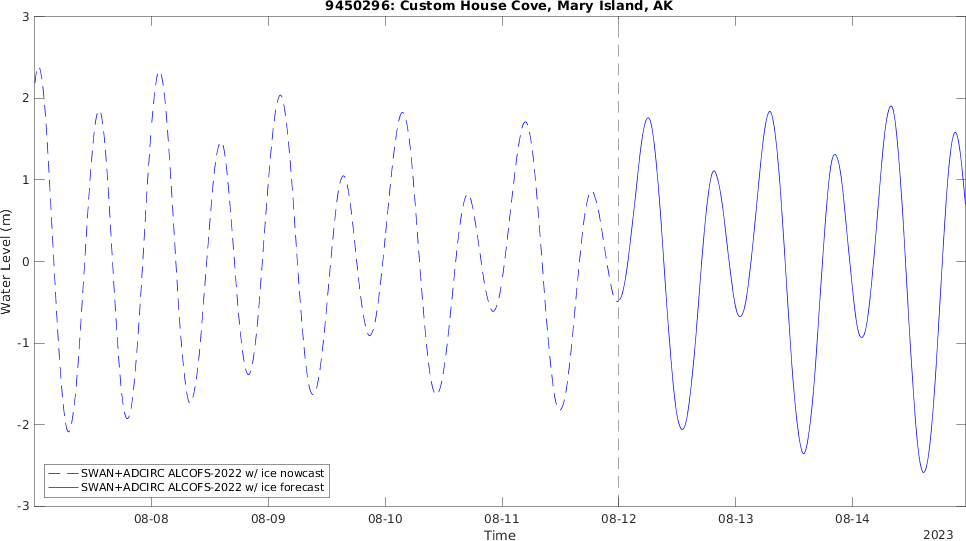 9450296: Custom House Cove, Mary Island, AK
3
2
1
0
-1
-2
-3
Water Level (m)
SWAN+ADCIRC ALCOFS-2022 w/ ice nowcast
SWAN+ADCIRC ALCOFS-2022 w/ ice forecast
08-08 08-09 08-10 08-11 08-12 08-13 08-14
Time
2023